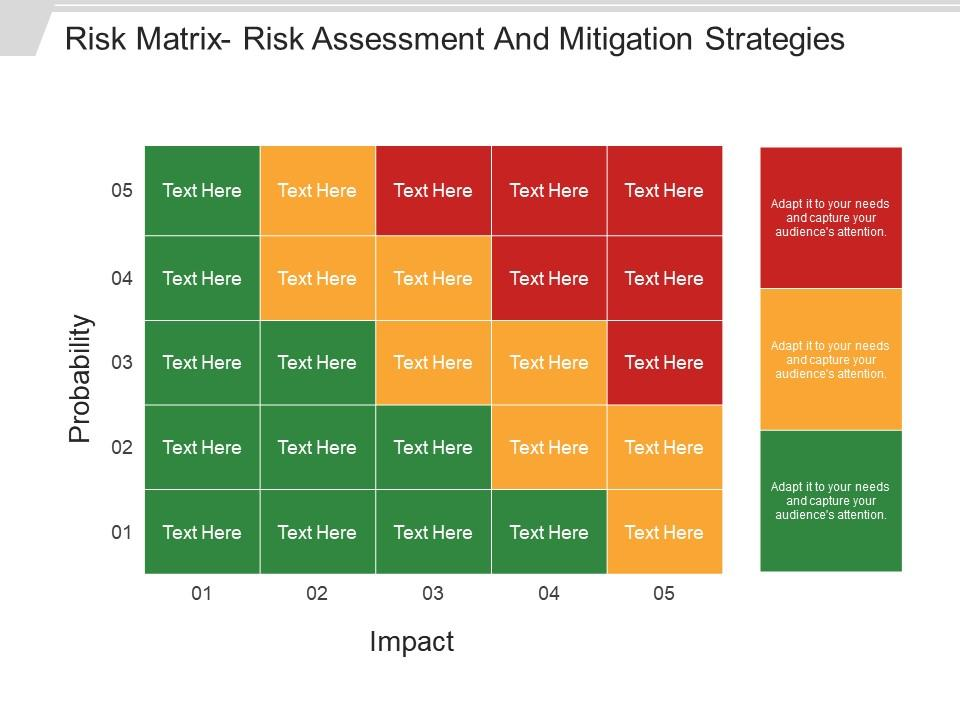 Risk Matrix- Risk Assessment And Mitigation Strategies
Probability
05 Text Here Text Here Text Here Text Here Text Here
04 Text Here Text Here Text Here Text Here Text Here
03 Text Here Text Here Text Here Text Here Text Here
02 Text Here Text Here Text Here Text Here Text Here
01 Text Here Text Here Text Here Text Here Text Here
01 02 03 04 05
Impact
Adapt it to your needs
and capture your
audience's attention.
Adapt it to your needs
and capture your
audience's attention.
Adapt it to your needs
and capture your
audience's attention.